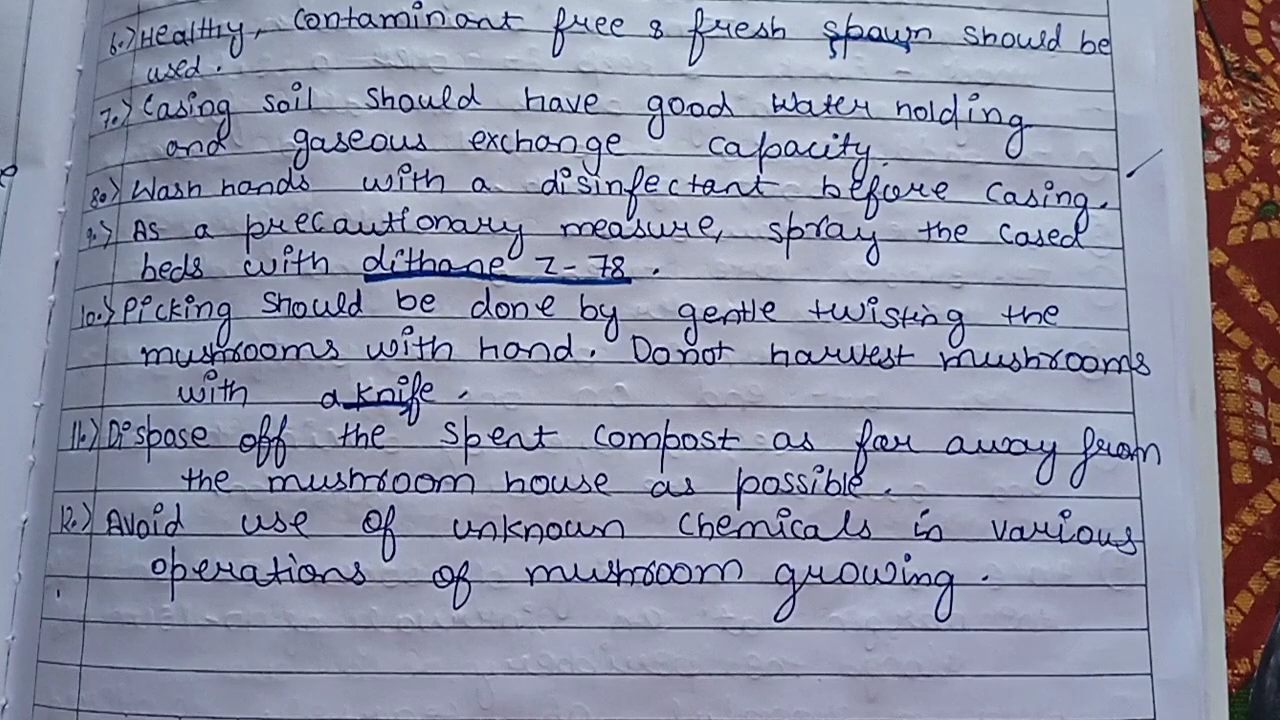 6.) Healthy, contaminant free & fresh spawn should be
used.
7.) Casing soil should have good water holding
and gaseous exchange capacity.
8.) Wash hands with a disinfectant before casing.
9.) As a precautionary measure, spray the cased
beds with dithane z-78.
10.) Picking should be done by gentle twisting the
mushrooms with hand. Do not harvest mushrooms
with a knife.
11.) Dispose off the spent compost as far away from
the mushroom house as possible.
12.) Avoid use of unknown chemicals in various
operations of mushroom growing.